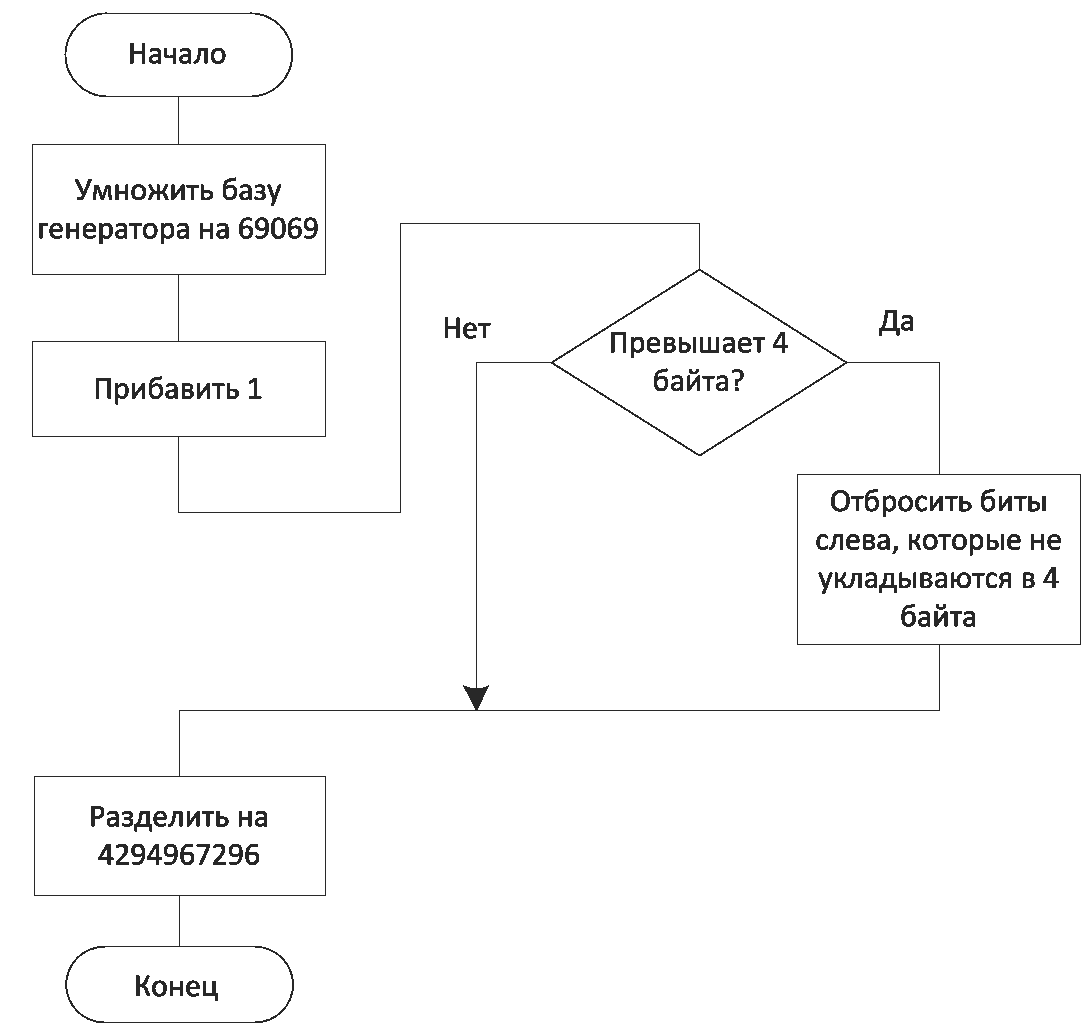 Начало
Умножить базу
генератора на 69069
Прибавить 1
Превышает 4
байта?
Нет
Да
Отбросить биты
слева, которые не
укладываются в 4
байта
Разделить на
4294967296
Конец